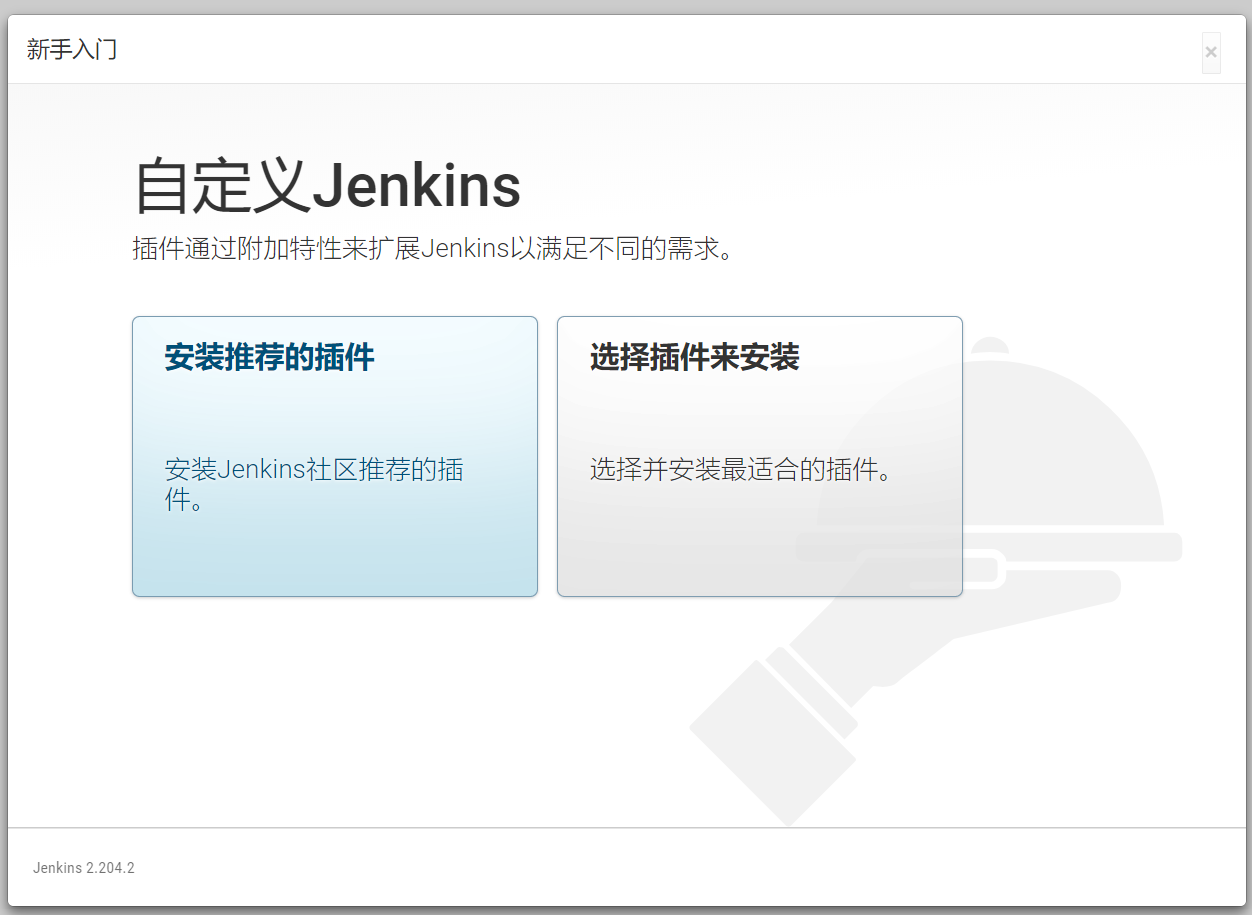 新手入门
×
自定义Jenkins
插件通过附加特性来扩展Jenkins以满足不同的需求。
安装推荐的插件
安装Jenkins社区推荐的插
件。
选择插件来安装
选择并安装最适合的插件。
Jenkins 2.204.2